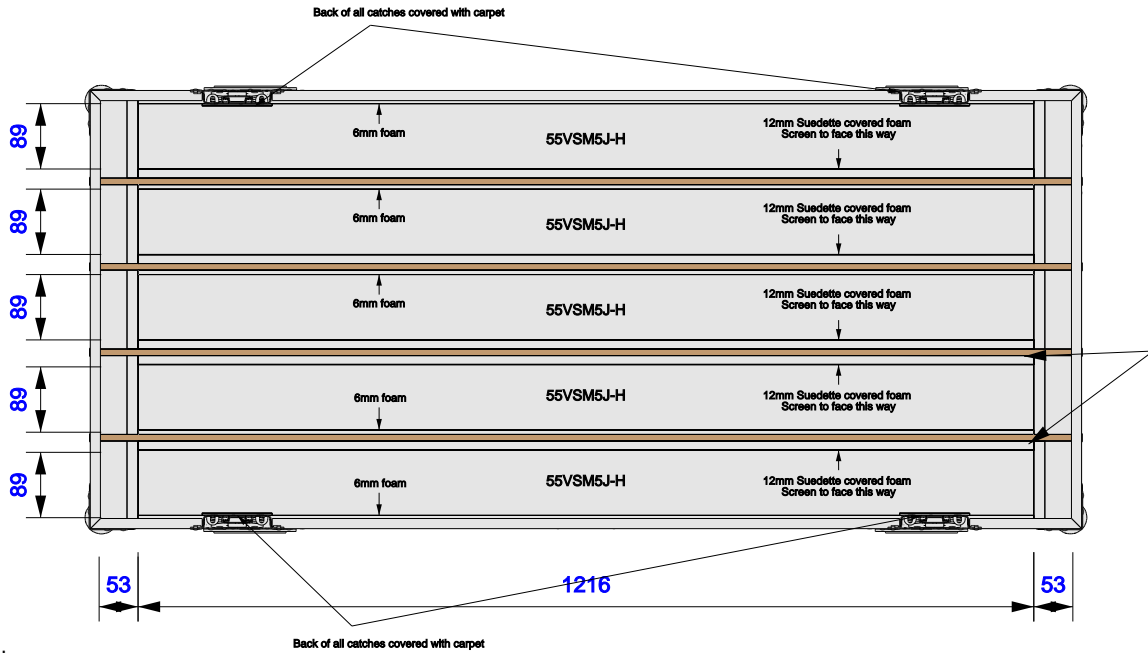 Back of all catches covered with carpet
89
6mm foam
55VSM5J-H
12mm Suedette covered foam
Screen to face this way
89
6mm foam
55VSM5J-H
12mm Suedette covered foam
Screen to face this way
89
6mm foam
55VSM5J-H
12mm Suedette covered foam
Screen to face this way
89
6mm foam
55VSM5J-H
12mm Suedette covered foam
Screen to face this way
89
6mm foam
55VSM5J-H
12mm Suedette covered foam
Screen to face this way
53
1216
53
Back of all catches covered with carpet